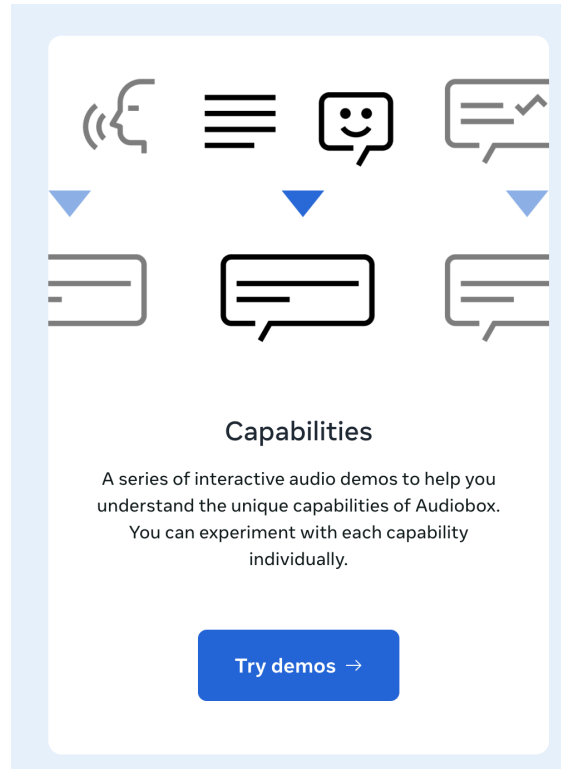 Capabilities
A series of interactive audio demos to help you
understand the unique capabilities of Audiobox.
You can experiment with each capability
individually.
Try demos →